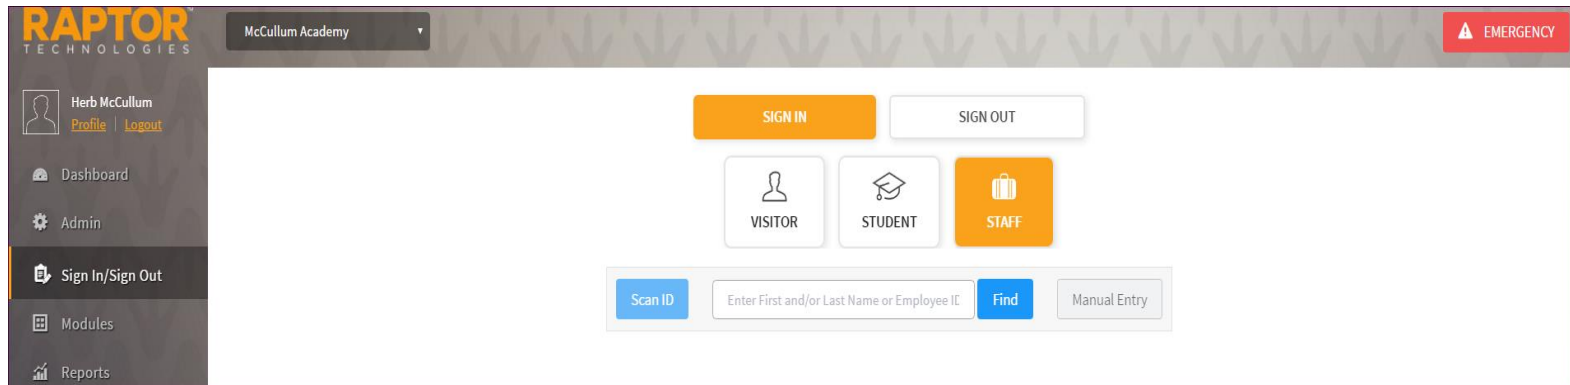 RAPTOR
TECHNOLOGIES
McCullum Academy
EMERGENCY
Herb McCullum
Profile | Logout
Dashboard
Admin
Sign In/Sign Out
Modules
Reports
SIGN IN
SIGN OUT
VISITOR
STUDENT
STAFF
Scan ID
Enter First and/or Last Name or Employee ID
Find
Manual Entry